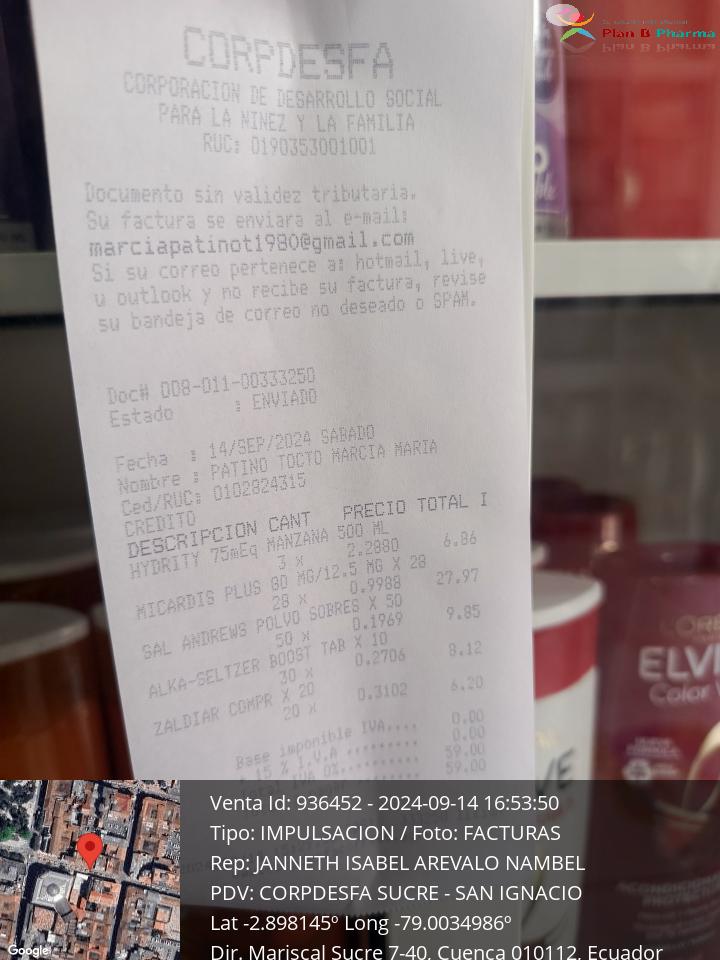 Plan B Pharma
CORPDESFA
CORPORACION DE DESARROLLO SOCIAL
PARA LA NINEZ Y LA FAMILIA
RUC: 0190353001001
Documento sin validez tributaria.
Su factura se enviara al e-mail:
marciapatinot1980@gmail.com
Si su correo pertenece a: hotmail, live,
u outlook y no recibe su factura, revise
su bandeja de correo no deseado o SPAM.
Doc# 008-011-00333250
Estado : ENVIADO
Fecha : 14/SEP/2024 SABADO
Nombre : PATINO TOCTO MARCIA MARIA
Ced/RUC: 0102824315
CREDITO
DESCRIPCION CANT PRECIO TOTAL I
HYDRITY 75mEq MANZANA 500 ML
3 x 2.2880 6.86
MICARDIS PLUS 80 MG/12.5 MG X 28
28 x 0.9988 27.97
SAL ANDREWS POLVO SOBRES X 50
50 x 0.1969 9.85
ALKA-SELTZER BOOST TAB X 10
30 x 0.2706 8.12
ZALDIAR COMPR X 20
20 x 0.3102 6.20
Base imponible IVA.... 0.00
15 % I.V.A ......... 0.00
Total IVA 0%......... 59.00
59.00
ELV
Color
Venta Id: 936452 - 2024-09-14 16:53:50
Tipo: IMPULSACION / Foto: FACTURAS
Rep: JANNETH ISABEL AREVALO NAMBEL
PDV: CORPDESFA SUCRE - SAN IGNACIO
Lat -2.898145º Long -79.0034986º
Dir. Mariscal Sucre 7-40, Cuenca 010112, Ecuador
Google